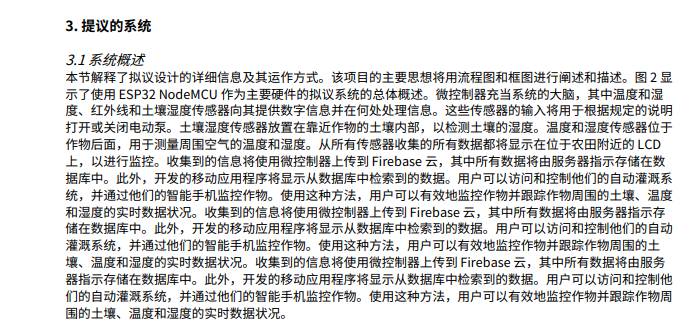 3. 提议的系统
3.1 系统概述
本节解释了拟议设计的详细信息及其运作方式。该项目的主要思想将用流程图和框图进行阐述和描述。图 2 显
示了使用 ESP32 NodeMCU 作为主要硬件的拟议系统的总体概述。微控制器充当系统的大脑，其中温度和湿
度、红外线和土壤湿度传感器向其提供数字信息并在何处处理信息。这些传感器的输入将用于根据规定的说明
打开或关闭电动泵。土壤湿度传感器放置在靠近作物的土壤内部，以检测土壤的湿度。温度和湿度传感器位于
作物后面，用于测量周围空气的温度和湿度。从所有传感器收集的所有数据都将显示在位于农田附近的 LCD
上，以进行监控。收集到的信息将使用微控制器上传到 Firebase 云，其中所有数据将由服务器指示存储在数
据库中。此外，开发的移动应用程序将显示从数据库中检索到的数据。用户可以访问和控制他们的自动灌溉系
统，并通过他们的智能手机监控作物。使用这种方法，用户可以有效地监控作物并跟踪作物周围的土壤、温度
和湿度的实时数据状况。收集到的信息将使用微控制器上传到 Firebase 云，其中所有数据将由服务器指示存
储在数据库中。此外，开发的移动应用程序将显示从数据库中检索到的数据。用户可以访问和控制他们的自动
灌溉系统，并通过他们的智能手机监控作物。使用这种方法，用户可以有效地监控作物并跟踪作物周围的土
壤、温度和湿度的实时数据状况。收集到的信息将使用微控制器上传到 Firebase 云，其中所有数据将由服务
器指示存储在数据库中。此外，开发的移动应用程序将显示从数据库中检索到的数据。用户可以访问和控制他
们的自动灌溉系统，并通过他们的智能手机监控作物。使用这种方法，用户可以有效地监控作物并跟踪作物周
围的土壤、温度和湿度的实时数据状况。